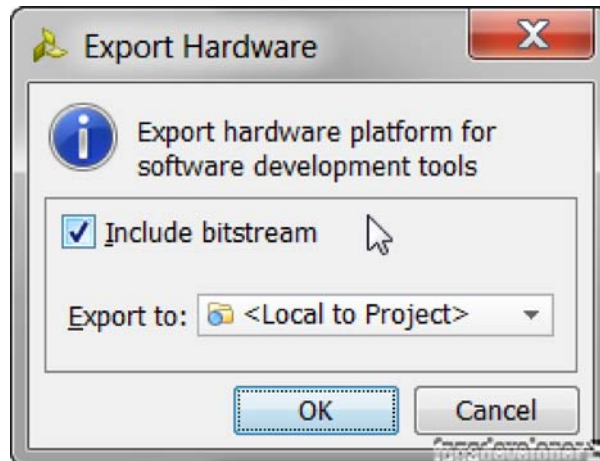 Export Hardware
Export hardware platform for
software development tools
Include bitstream
Export to: <Local to Project>
OK
Cancel